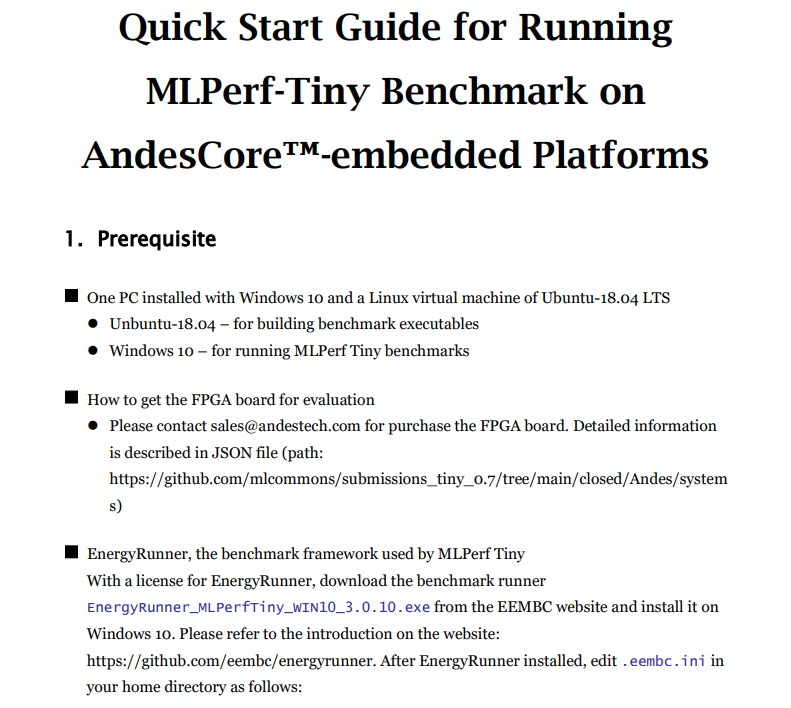 Quick Start Guide for Running
MLPerf-Tiny Benchmark on
AndesCore™-embedded Platforms
1. Prerequisite
■ One PC installed with Windows 10 and a Linux virtual machine of Ubuntu-18.04 LTS
● Unbuntu-18.04 – for building benchmark executables
● Windows 10 – for running MLPerf Tiny benchmarks
■ How to get the FPGA board for evaluation
● Please contact sales@andestech.com for purchase the FPGA board. Detailed information
is described in JSON file (path:
https://github.com/mlcommons/submissions_tiny_0.7/tree/main/closed/Andes/system
s)
■ EnergyRunner, the benchmark framework used by MLPerf Tiny
With a license for EnergyRunner, download the benchmark runner
EnergyRunner_MLPerfTiny_WIN10_3.0.10.exe from the EEMBC website and install it on
Windows 10. Please refer to the introduction on the website:
https://github.com/eembc/energyrunner. After EnergyRunner installed, edit .eembc.ini in
your home directory as follows: